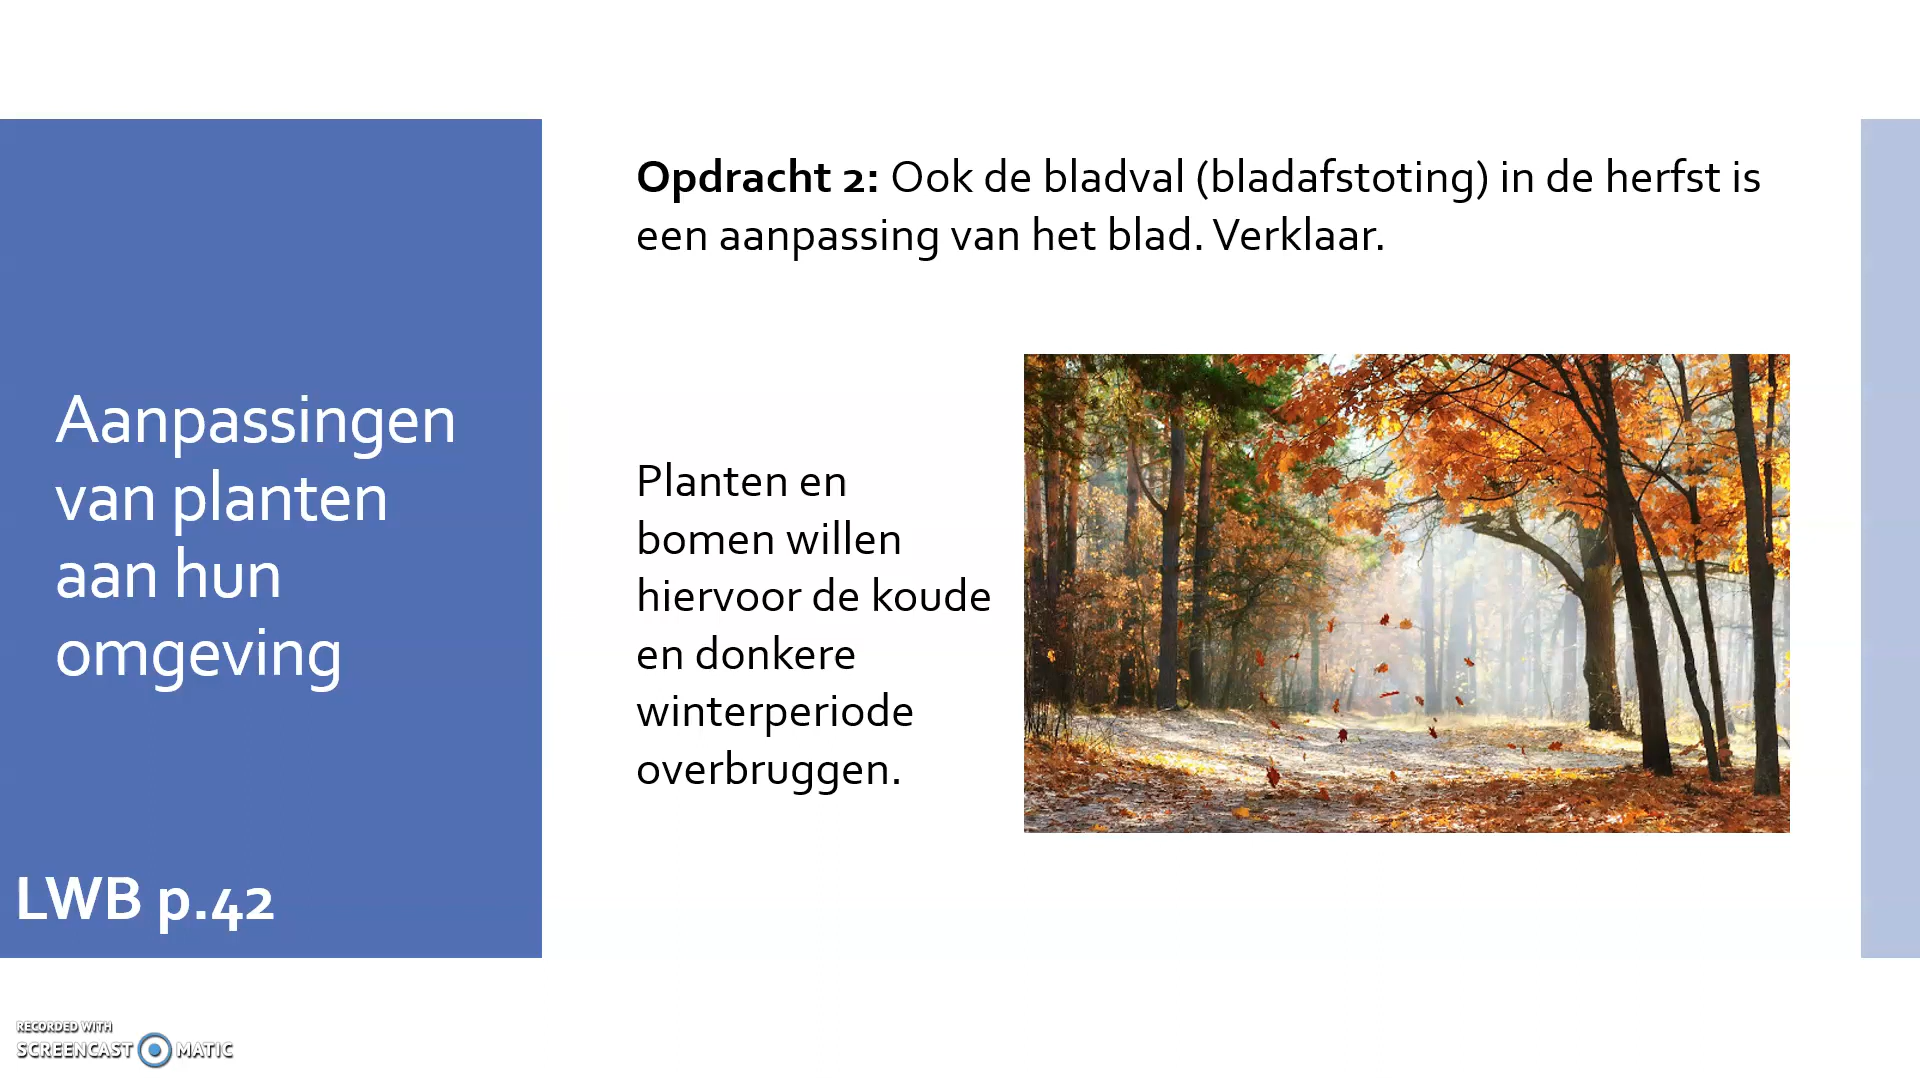 Opdracht 2: Ook de bladval (bladafstoting) in de herfst is
een aanpassing van het blad. Verklaar.
Aanpassingen
van planten
aan hun
omgeving
Planten en
bomen willen
hiervoor de koude
en donkere
winterperiode
overbruggen.
LWB p.42
RECORDED WITH
SCREENCAST MATIC